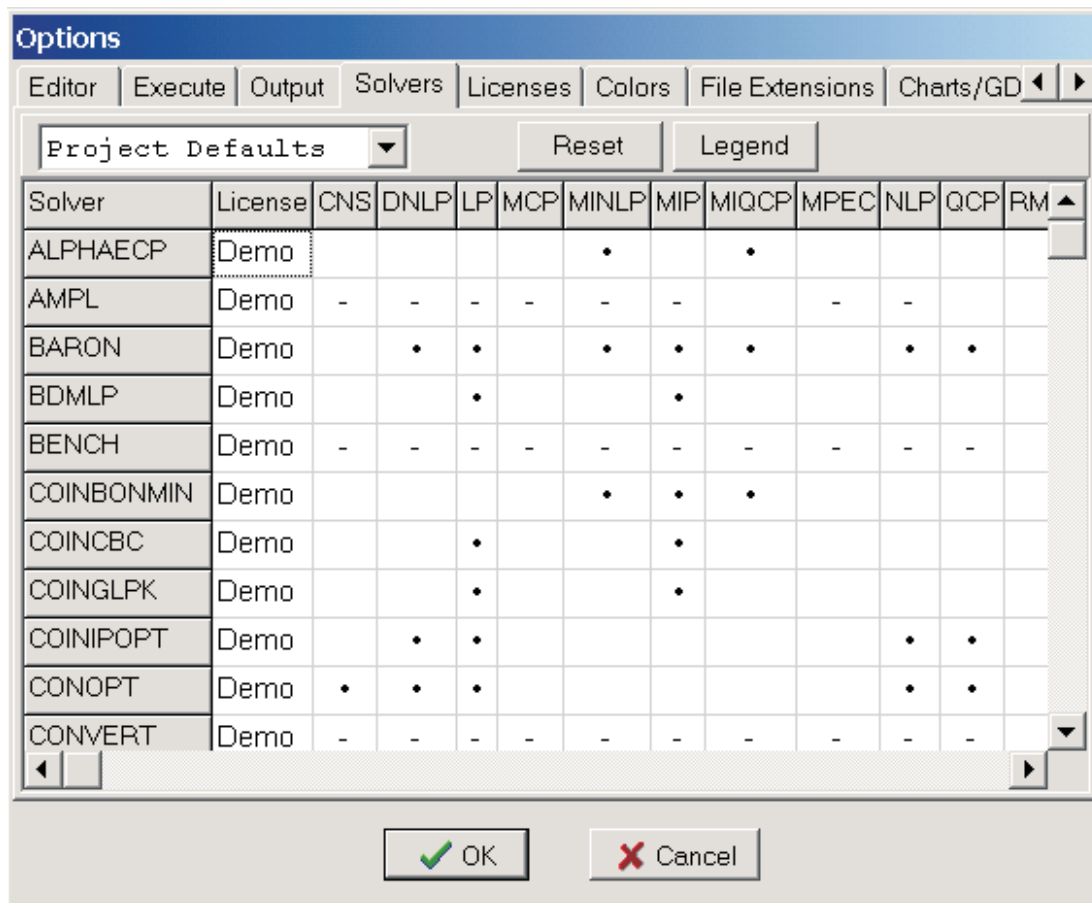 Options
Editor Execute Output Solvers Licenses Colors File Extensions Charts/GD
Project Defaults Reset Legend
Solver License CNS DNLP LP MCP MINLP MIP MIQCP MPEC NLP QCP RM
ALPHAECP Demo • •
AMPL Demo - - - - - - - -
BARON Demo • • • • • • •
BDMLP Demo • •
BENCH Demo - - - - - - - - - -
COINBONMIN Demo • • •
COINCBC Demo • •
COINGLPK Demo • •
COINIPOPT Demo • • • •
CONOPT Demo • • • • •
CONVERT Demo - - - - - - - - - -
OK Cancel